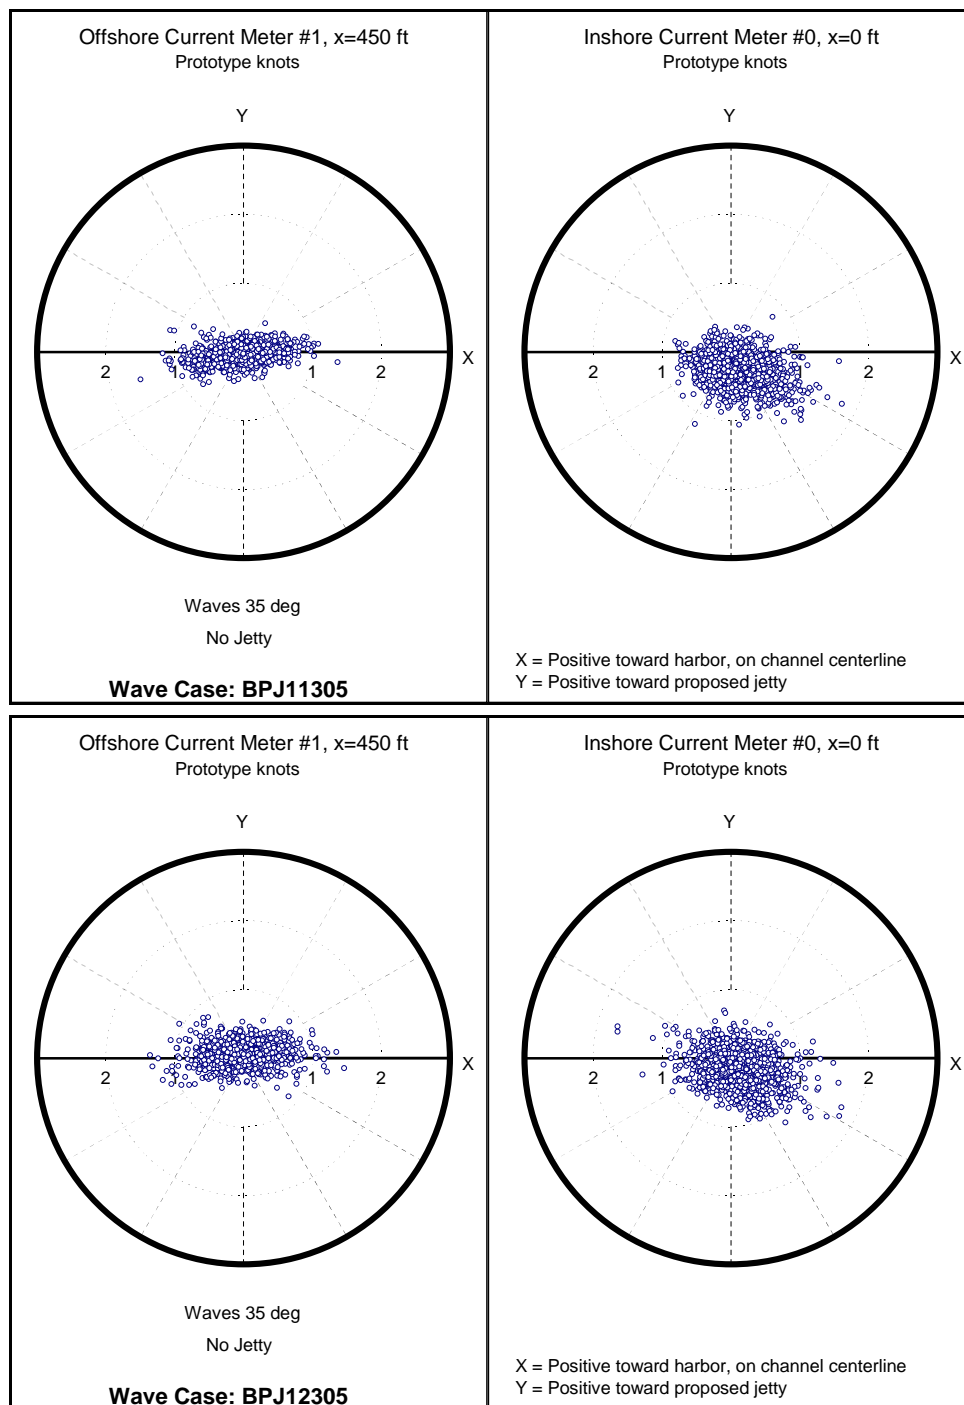 Offshore Current Meter #1, x=450 ft
Prototype knots
Y
X
2 1 1 2
Waves 35 deg
No Jetty
Wave Case: BPJ11305
Inshore Current Meter #0, x=0 ft
Prototype knots
Y
X
2 1 1 2
X = Positive toward harbor, on channel centerline
Y = Positive toward proposed jetty
Offshore Current Meter #1, x=450 ft
Prototype knots
Y
X
2 1 1 2
Waves 35 deg
No Jetty
Wave Case: BPJ12305
Inshore Current Meter #0, x=0 ft
Prototype knots
Y
X
2 1 1 2
X = Positive toward harbor, on channel centerline
Y = Positive toward proposed jetty